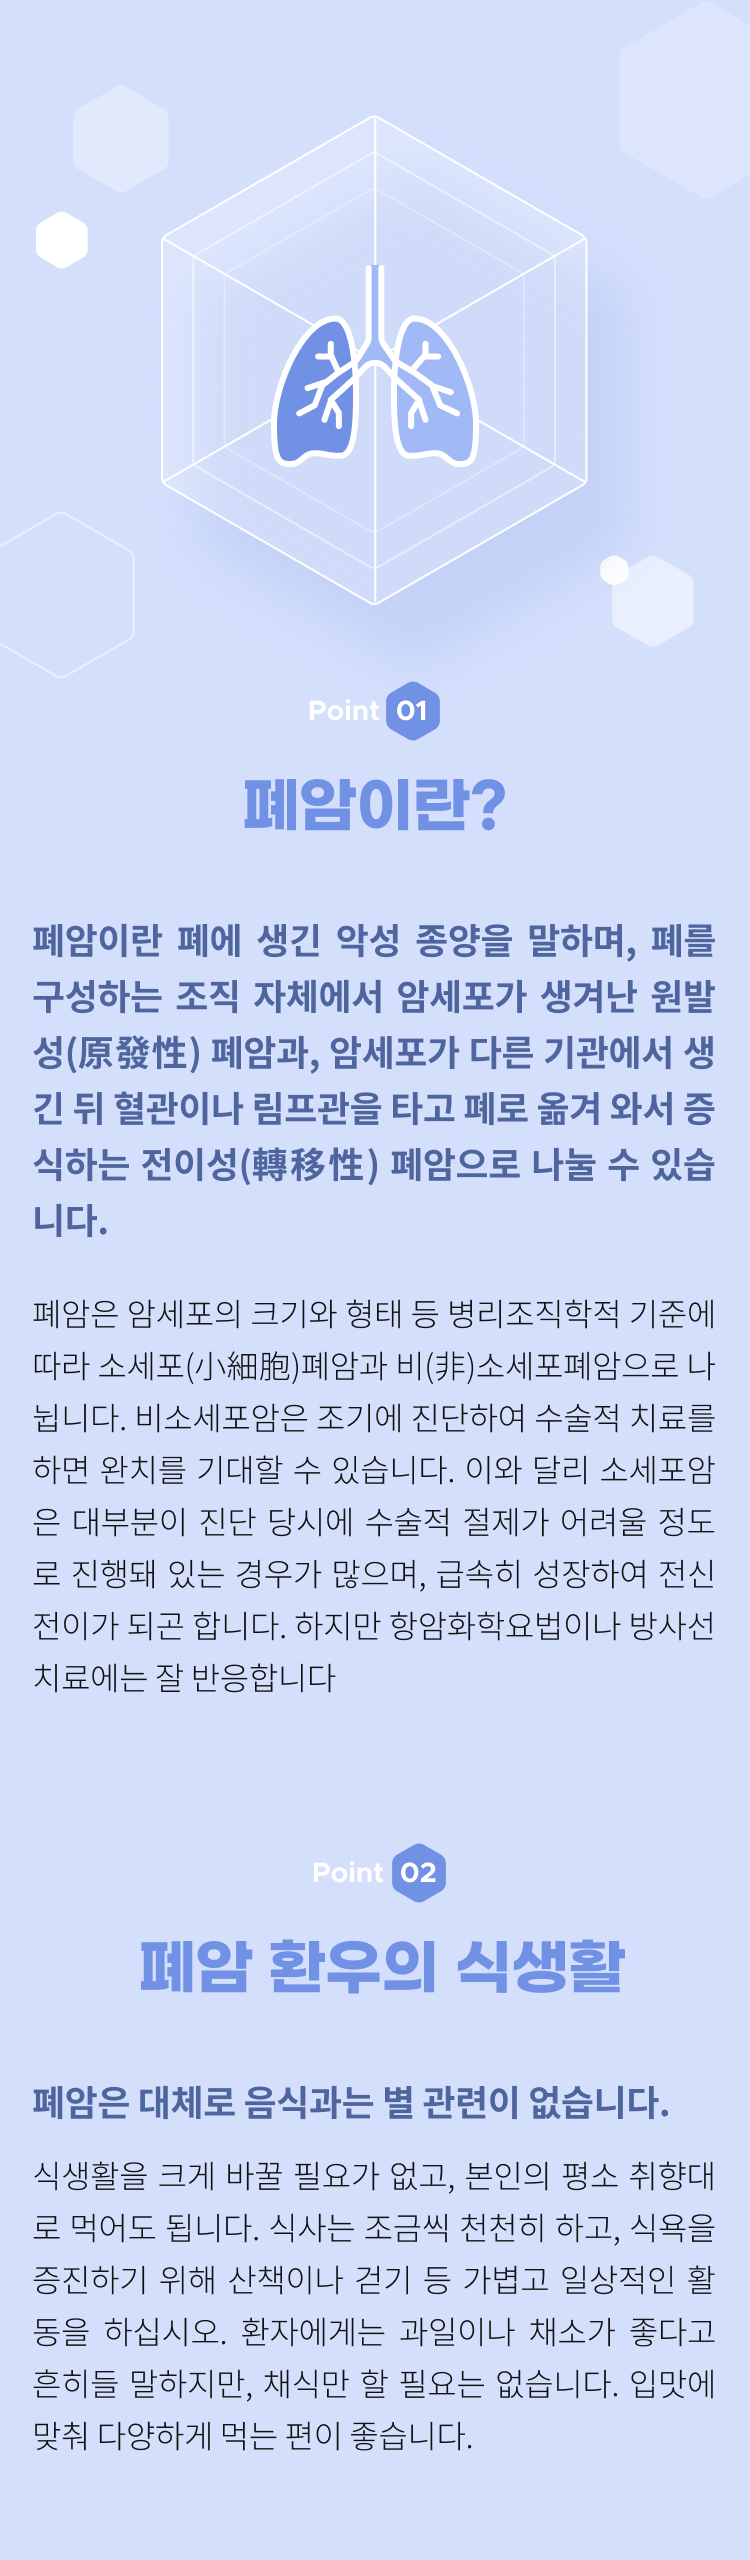 Point 01
폐암이란?
폐암이란 폐에 생긴 악성 종양을 말하며, 폐를
구성하는 조직 자체에서 암세포가 생겨난 원발
성(原發性) 폐암과, 암세포가 다른 기관에서 생
긴 뒤 혈관이나 림프관을 타고 폐로 옮겨 와서 증
식하는 전이성(轉移性) 폐암으로 나눌 수 있습
니다.
폐암은 암세포의 크기와 형태 등 병리조직학적 기준에
따라 소세포(小細胞)폐암과 비(非)소세포폐암으로 나
뉩니다. 비소세포암은 조기에 진단하여 수술적 치료를
하면 완치를 기대할 수 있습니다. 이와 달리 소세포암
은 대부분이 진단 당시에 수술적 절제가 어려울 정도
로 진행돼 있는 경우가 많으며, 급속히 성장하여 전신
전이가 되곤 합니다. 하지만 항암화학요법이나 방사선
치료에는 잘 반응합니다
Point 02
폐암 환우의 식생활
폐암은 대체로 음식과는 별 관련이 없습니다.
식생활을 크게 바꿀 필요가 없고, 본인의 평소 취향대
로 먹어도 됩니다. 식사는 조금씩 천천히 하고, 식욕을
증진하기 위해 산책이나 걷기 등 가볍고 일상적인 활
동을 하십시오. 환자에게는 과일이나 채소가 좋다고
흔히들 말하지만, 채식만 할 필요는 없습니다. 입맛에
맞춰 다양하게 먹는 편이 좋습니다.